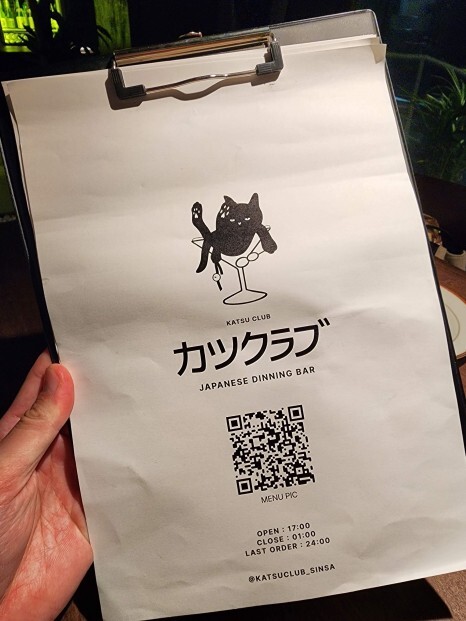 KATSU CLUB
カツクラブ
JAPANESE DINNING BAR
MENU PIC
OPEN : 17:00
CLOSE : 01:00
LAST ORDER : 24:00
@KATSUCLUB_SINSA